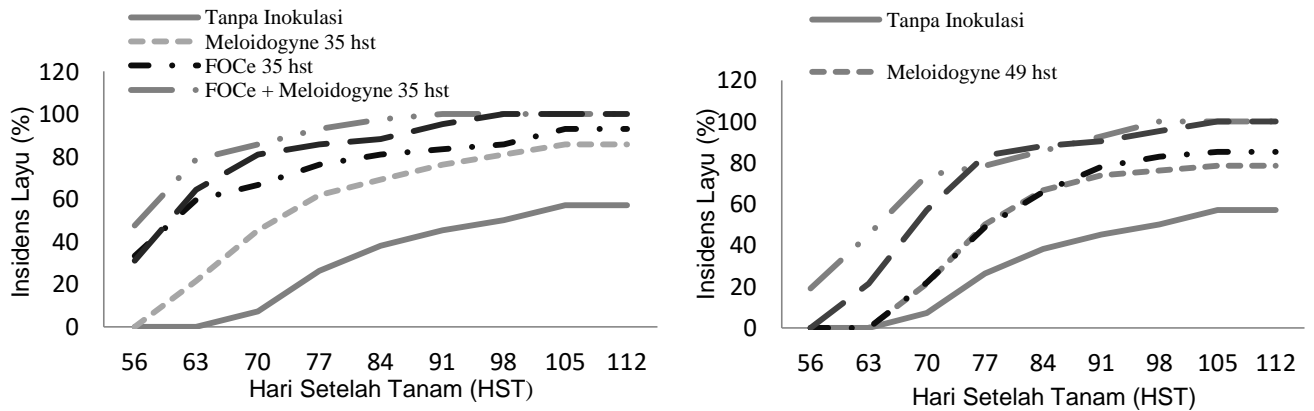 Tanpa Inokulasi
Meloidogyne 35 hst
FOCe 35 hst
FOCe + Meloidogyne 35 hst
Insidens Layu (%)
120
100
80
60
40
20
0
56 63 70 77 84 91 98 105 112
Hari Setelah Tanam (HST)
Tanpa Inokulasi
Meloidogyne 49 hst
Insidens Layu (%)
120
100
80
60
40
20
0
56 63 70 77 84 91 98 105 112
Hari Setelah Tanam (HST)